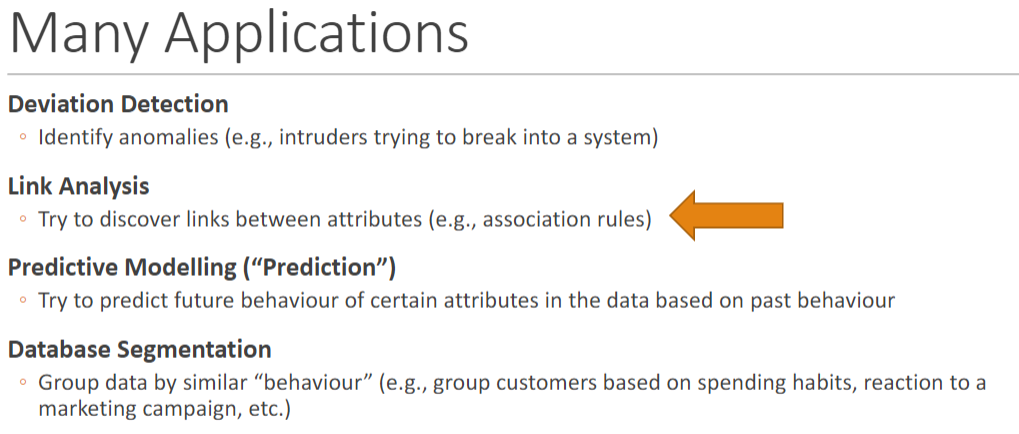 Many Applications
Deviation Detection
◦ Identify anomalies (e.g., intruders trying to break into a system)
Link Analysis
◦ Try to discover links between attributes (e.g., association rules)
Predictive Modelling (“Prediction”)
◦ Try to predict future behaviour of certain attributes in the data based on past behaviour
Database Segmentation
◦ Group data by similar “behaviour” (e.g., group customers based on spending habits, reaction to a
marketing campaign, etc.)